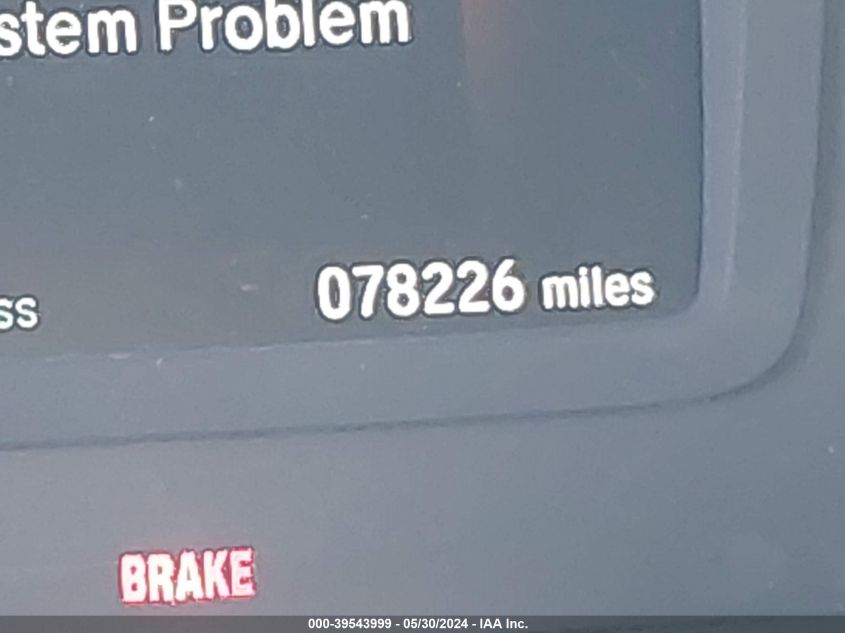 stem Problem
ss
078226 miles
BRAKE
000-39543999 - 05/30/2024 - IAA Inc.